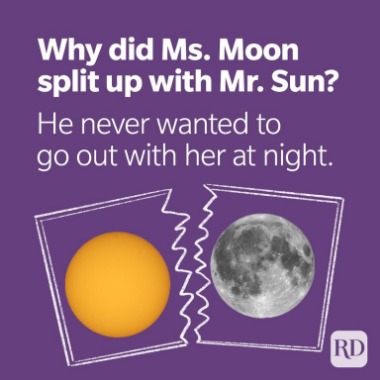 Why did Ms. Moon
split up with Mr. Sun?
He never wanted to
go out with her at night.
RD